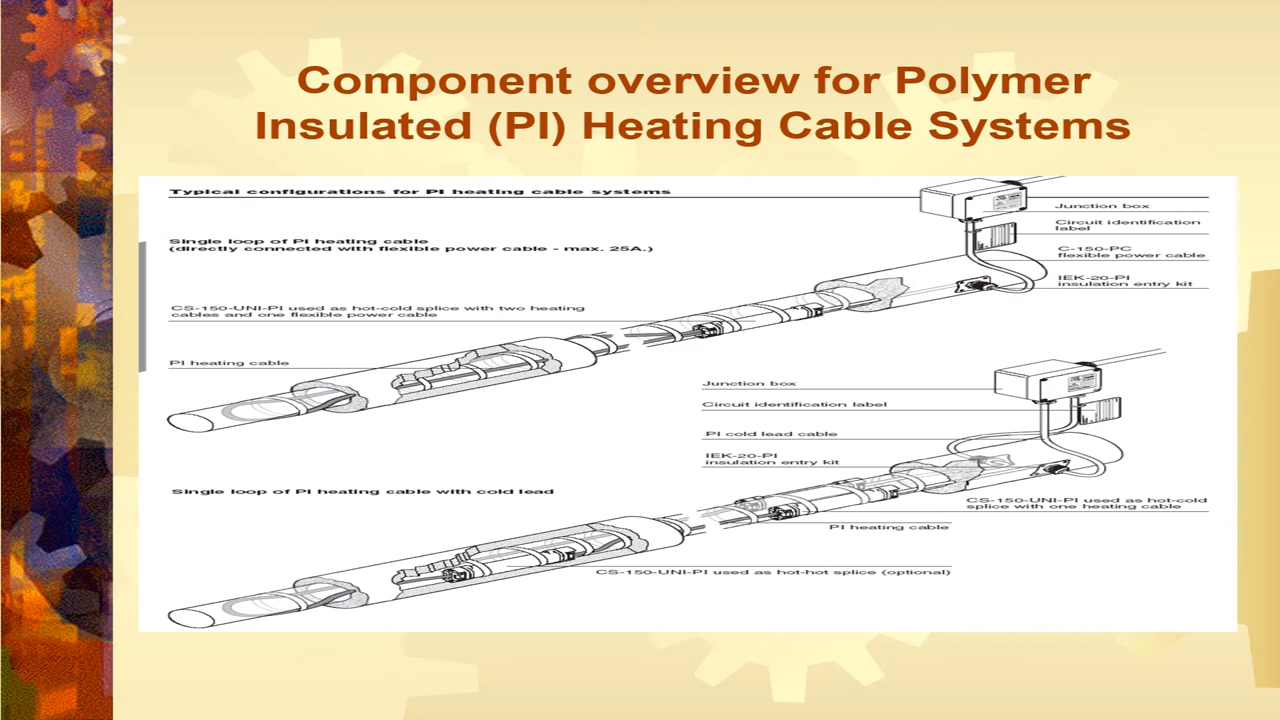 Component overview for Polymer
Insulated (PI) Heating Cable Systems
Typical configurations for PI heating cable systems
Single loop of PI heating cable
(directly connected with flexible power cable - max. 25A.)
Junction box
Circuit identification
label
C-150-PC
flexible power cable
IEK-20-PI
insulation entry kit
CS-150-UNI-PI used as hot-cold splice with two heating
cables and one flexible power cable
PI heating cable
Junction box
Circuit identification label
PI cold lead cable
IEK-20-PI
insulation entry kit
Single loop of PI heating cable with cold lead
CS-150-UNI-PI used as hot-cold
splice with one heating cable
PI heating cable
CS-150-UNI-PI used as hot-hot splice (optional)